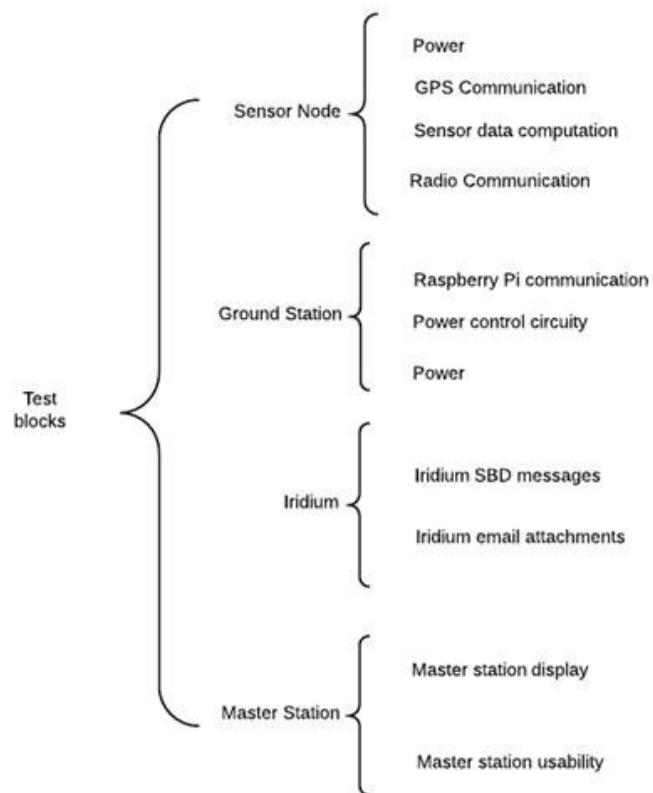 Test
blocks
Sensor Node
Power
GPS Communication
Sensor data computation
Radio Communication
Ground Station
Raspberry Pi communication
Power control circuity
Power
Iridium
Iridium SBD messages
Iridium email attachments
Master Station
Master station display
Master station usability